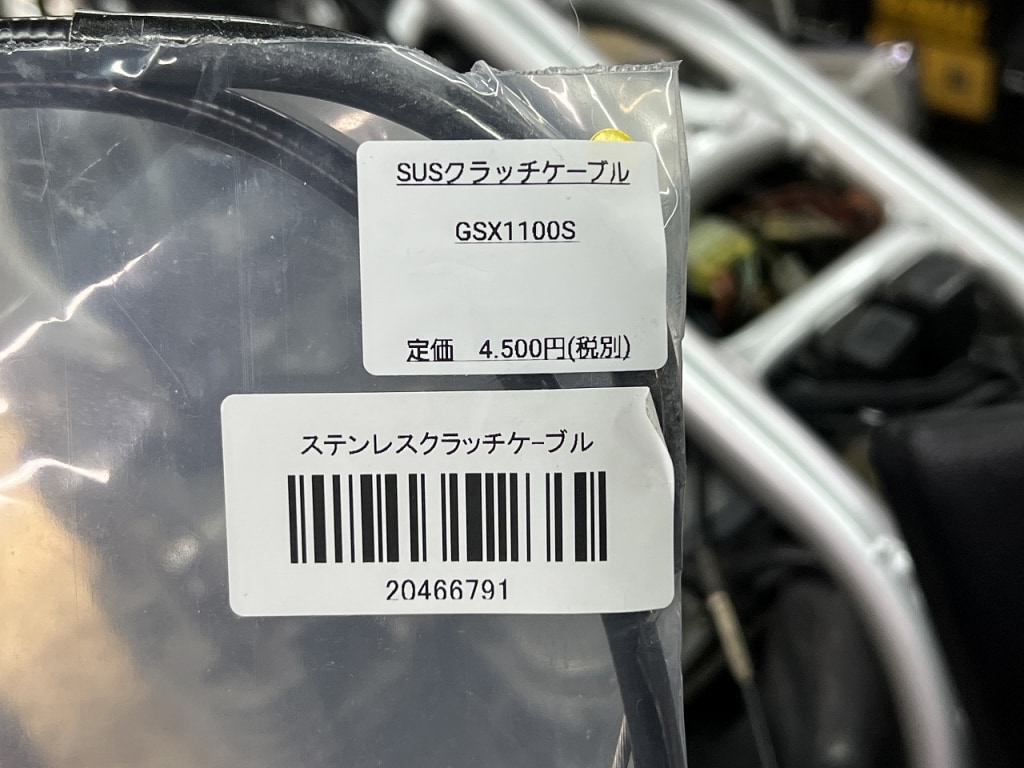 SUSクラッチケーブル
GSX1100S
定価　4.500円(税別)
ステンレスクラッチケーブル
20466791